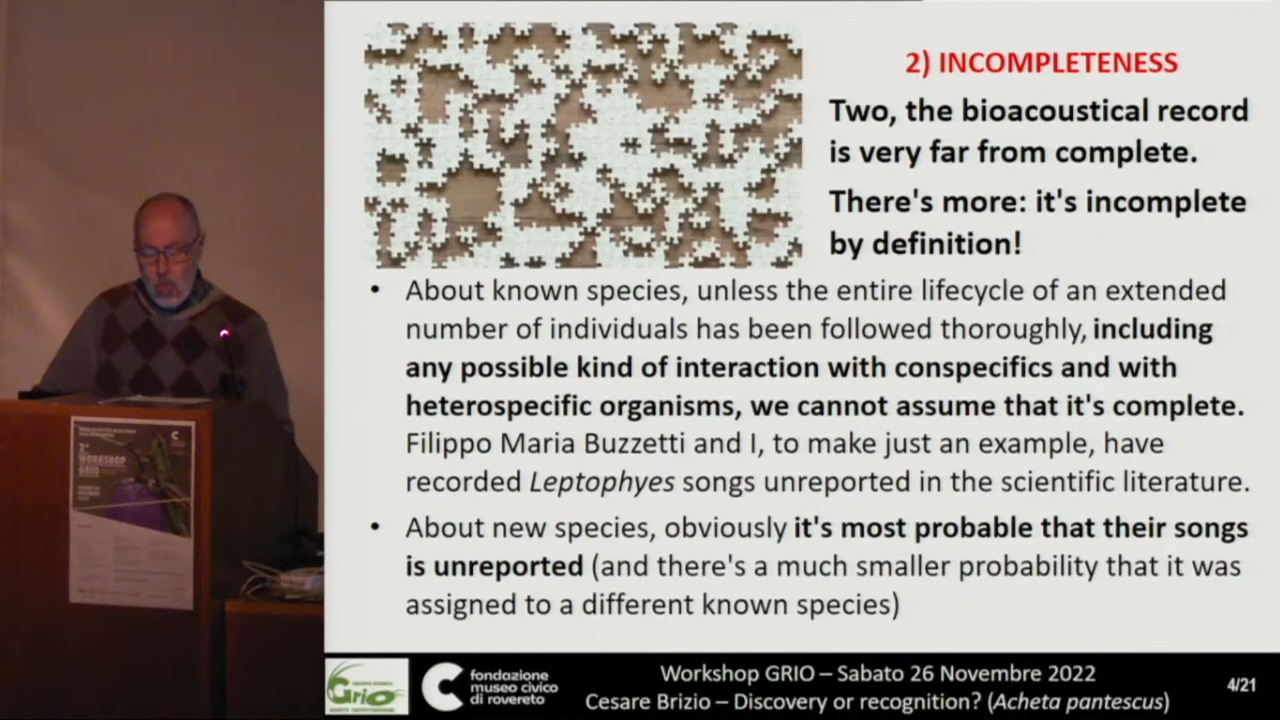 2) INCOMPLETENESS
Two, the bioacoustical record
is very far from complete.
There's more: it's incomplete
by definition!
• About known species, unless the entire lifecycle of an extended
number of individuals has been followed thoroughly, including
any possible kind of interaction with conspecifics and with
heterospecific organisms, we cannot assume that it's complete.
Filippo Maria Buzzetti and I, to make just an example, have
recorded Leptophyes songs unreported in the scientific literature.
• About new species, obviously it's most probable that their songs
is unreported (and there's a much smaller probability that it was
assigned to a different known species)
WORKSHOP
GRIO
Grio
fondazione
museo civico
di rovereto
Workshop GRIO – Sabato 26 Novembre 2022
Cesare Brizio – Discovery or recognition? (Acheta pantescus)
4/21